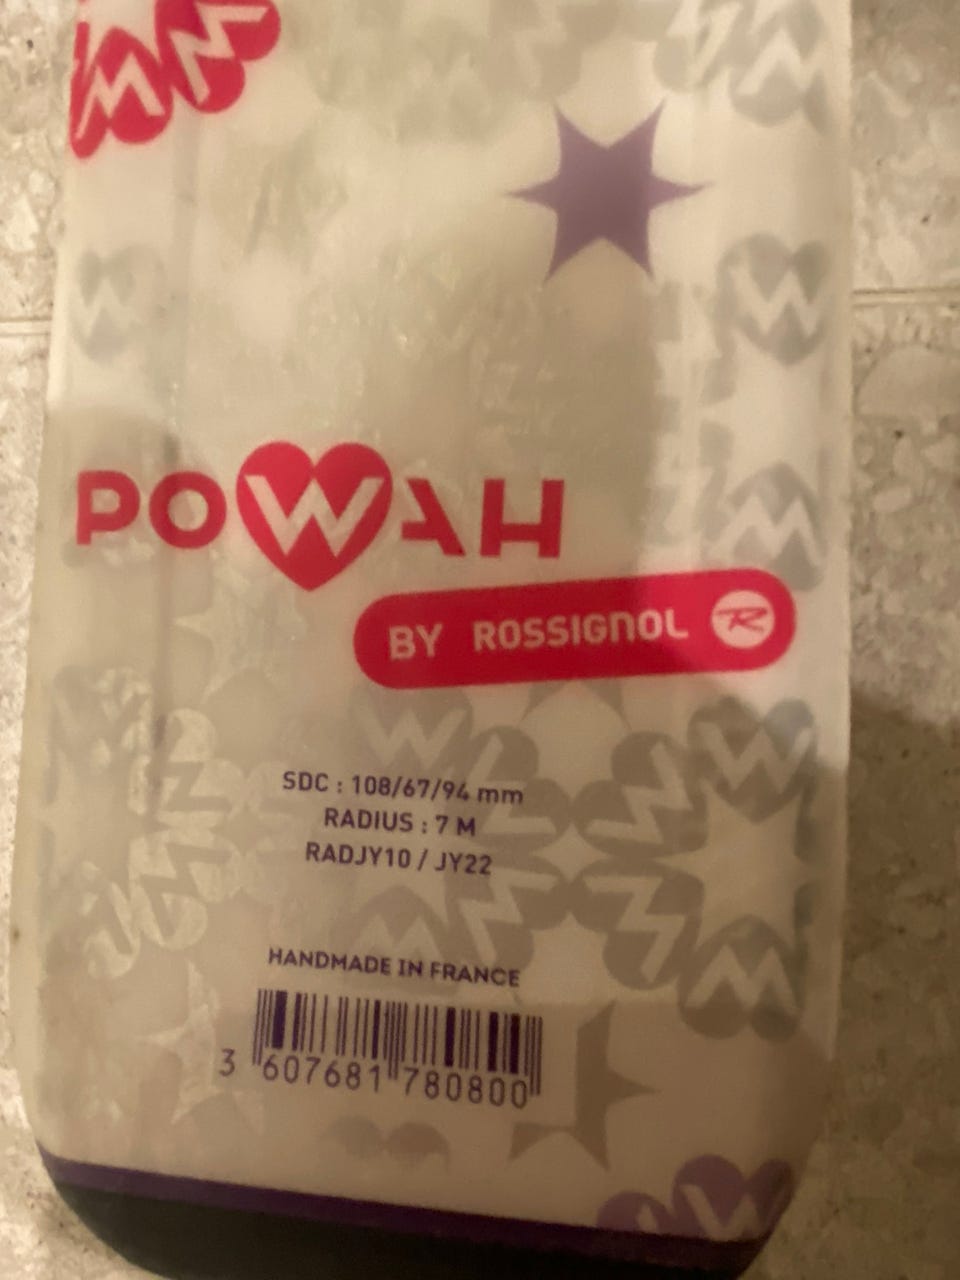 POWAH
BY ROSSIGNOL R
SDC : 108/67/94 mm
RADIUS : 7 M
RADJY10 / JY22
HANDMADE IN FRANCE
3 607681 780800